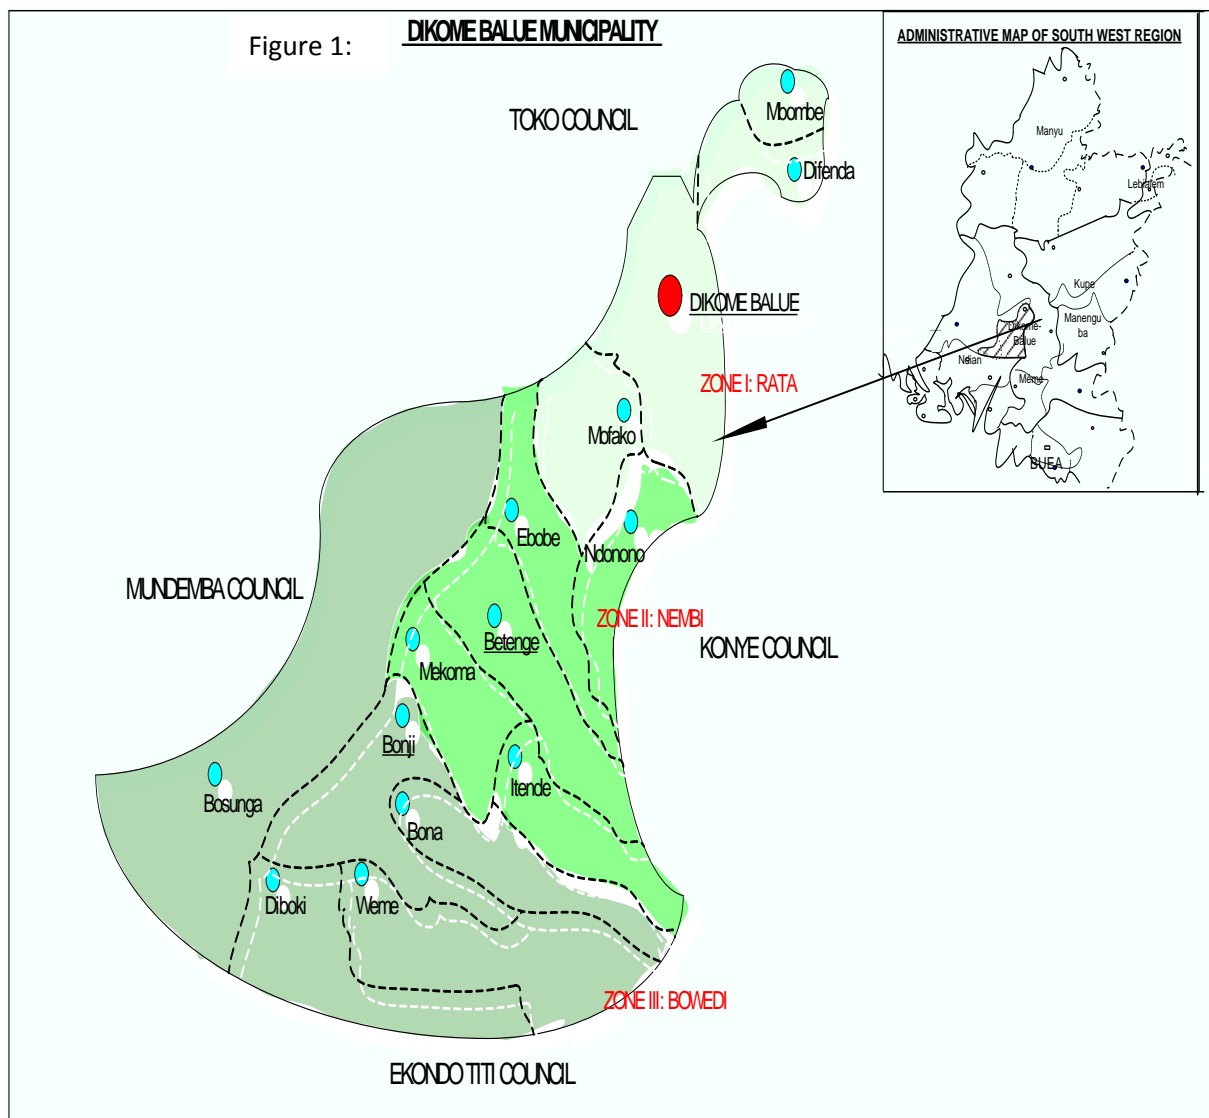 Figure 1:
DIKOME BALUE MUNICIPALITY
ADMINISTRATIVE MAP OF SOUTH WEST REGION
TOKO COUNCIL
Mbombe
Difenda
Manyu
Lebialem
Kupe
Manengu
ba
Dikome-
Balue
Ndian
Meme
BUEA
DIKOME BALUE
ZONE I: RATA
Mofako
Ebobe
Ndonono
MUNDEMBA COUNCIL
ZONE II: NEMBI
KONYE COUNCIL
Betenge
Mekoma
Bonji
Itende
Bosunga
Bona
Diboki
Weme
ZONE III: BOWEDI
EKONDO TITI COUNCIL